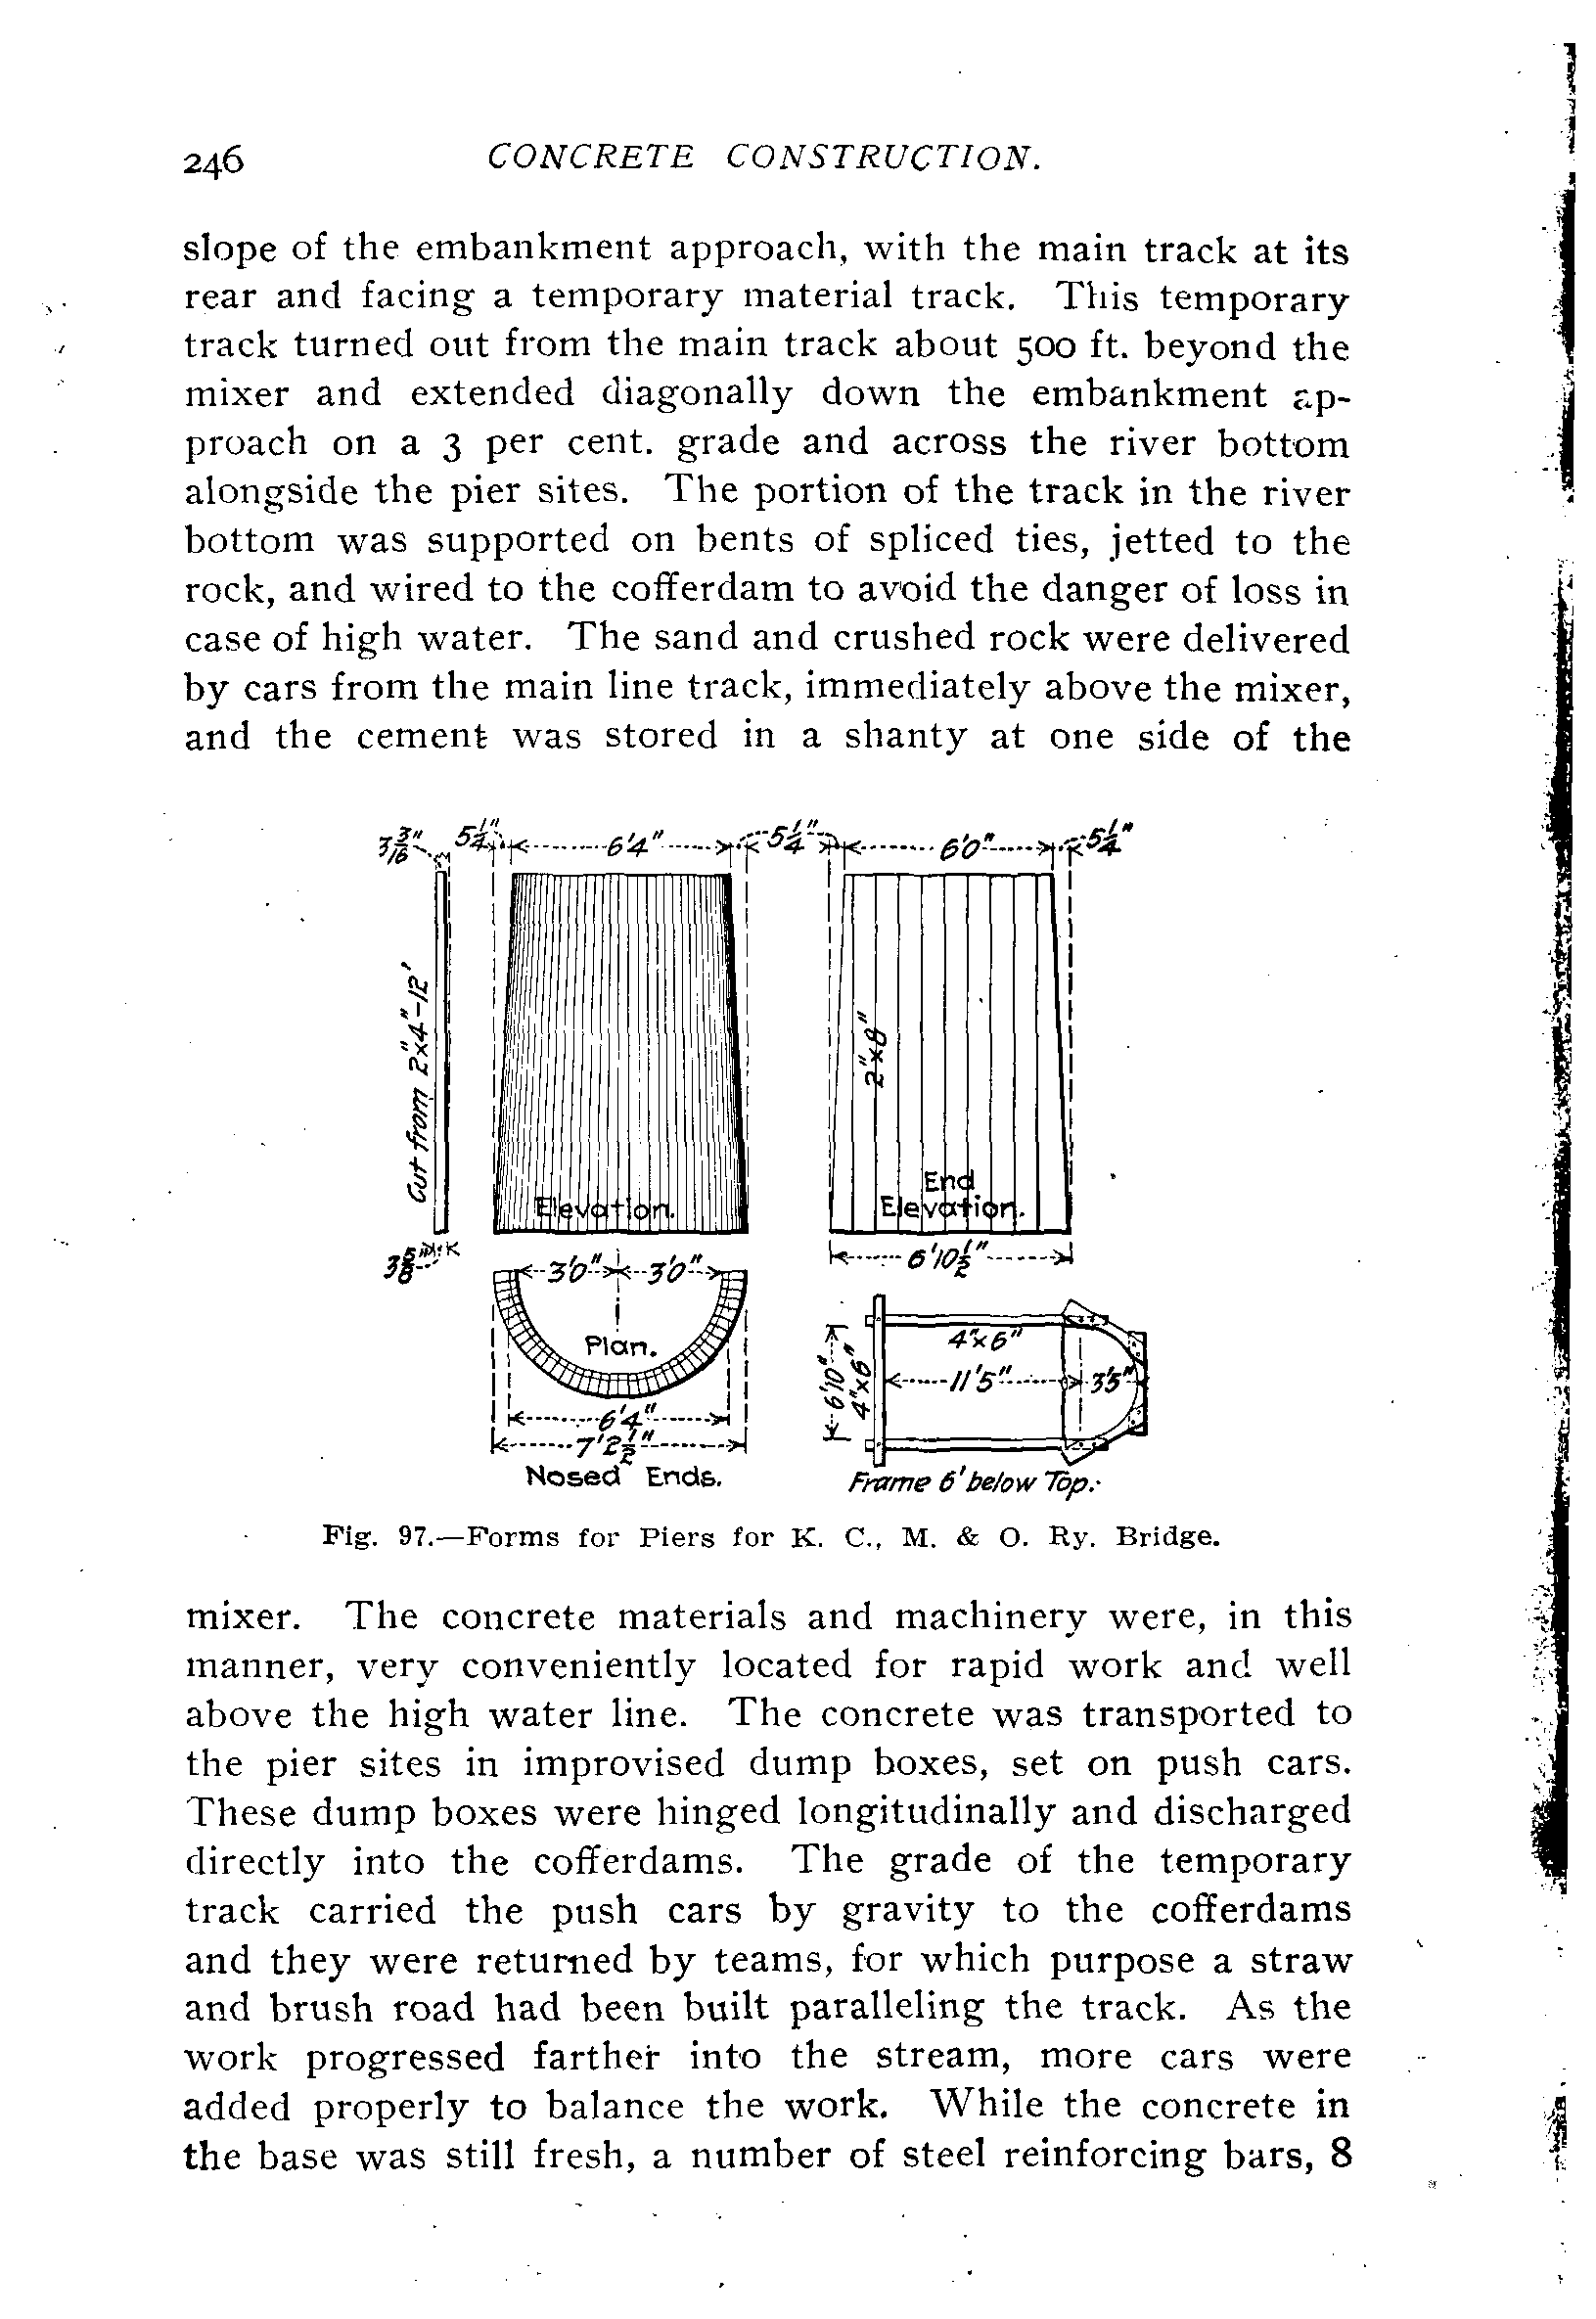 246 CONCRETE CONSTRUCTION.
slope of the embankment approach, with the main track at its
rear and facing a temporary material track. This temporary
track turned out from the main track about 500 ft. beyond the
mixer and extended diagonally down the embankment ap-
proach on a 3 per cent. grade and across the river bottom
alongside the pier sites. The portion of the track in the river
bottom was supported on bents of spliced ties, jetted to the
rock, and wired to the cofferdam to avoid the danger of loss in
case of high water. The sand and crushed rock were delivered
by cars from the main line track, immediately above the mixer,
and the cement was stored in a shanty at one side of the
3 3/16" 5 1/4" 6'4" 5 1/4" 6'0" 5 1/4"
Cut from 2"x4"-12'
2"x8"
Elevation.
End
Elevation.
3 5/8"
3'0" 3'0"
6'10 1/2"
Plan.
4"x6"
6'10"
4"x6"
11'5" 3'5"
6'4"
7'2 1/2"
Nosed Ends.
Frame 6' below Top.
Fig. 97.—Forms for Piers for K. C., M. & O. Ry. Bridge.
mixer. The concrete materials and machinery were, in this
manner, very conveniently located for rapid work and well
above the high water line. The concrete was transported to
the pier sites in improvised dump boxes, set on push cars.
These dump boxes were hinged longitudinally and discharged
directly into the cofferdams. The grade of the temporary
track carried the push cars by gravity to the cofferdams
and they were returned by teams, for which purpose a straw
and brush road had been built paralleling the track. As the
work progressed farther into the stream, more cars were
added properly to balance the work. While the concrete in
the base was still fresh, a number of steel reinforcing bars, 8